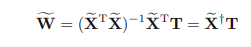 W̃ = (X̃ᵀX̃)⁻¹X̃ᵀT = X̃†T